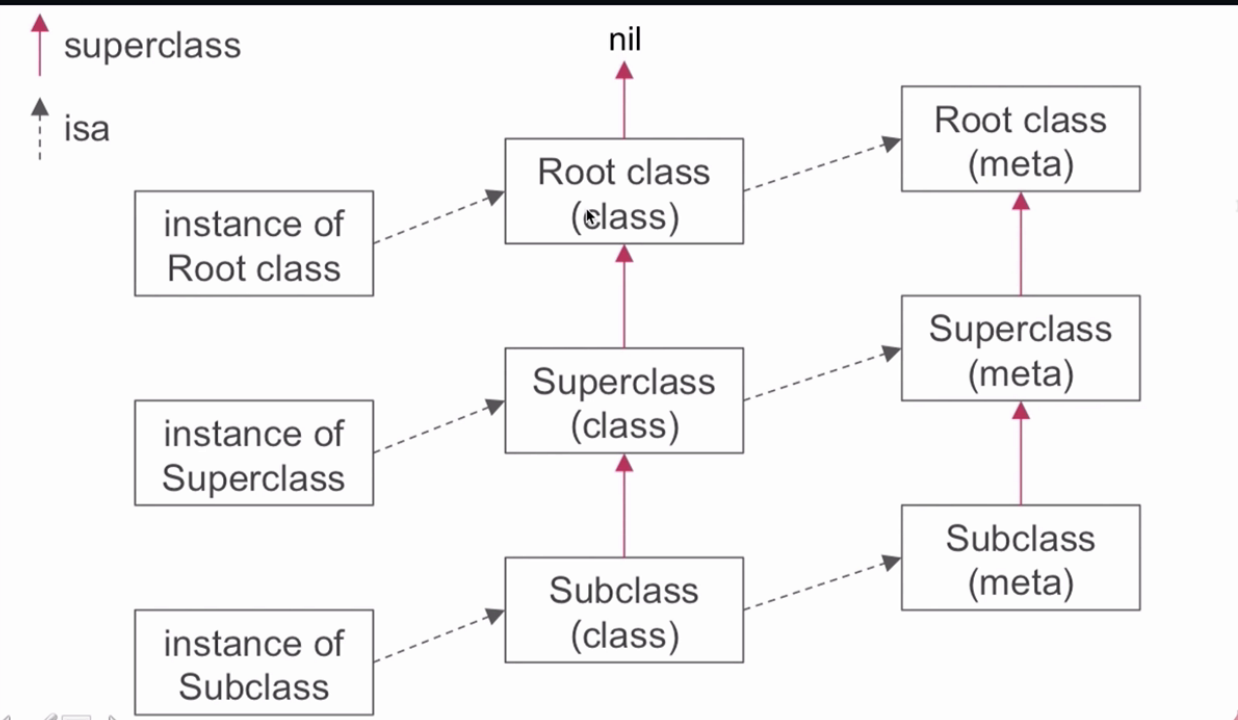 superclass
isa
nil
Root class
(class)
Root class
(meta)
instance of
Root class
Superclass
(class)
Superclass
(meta)
instance of
Superclass
Subclass
(class)
Subclass
(meta)
instance of
Subclass